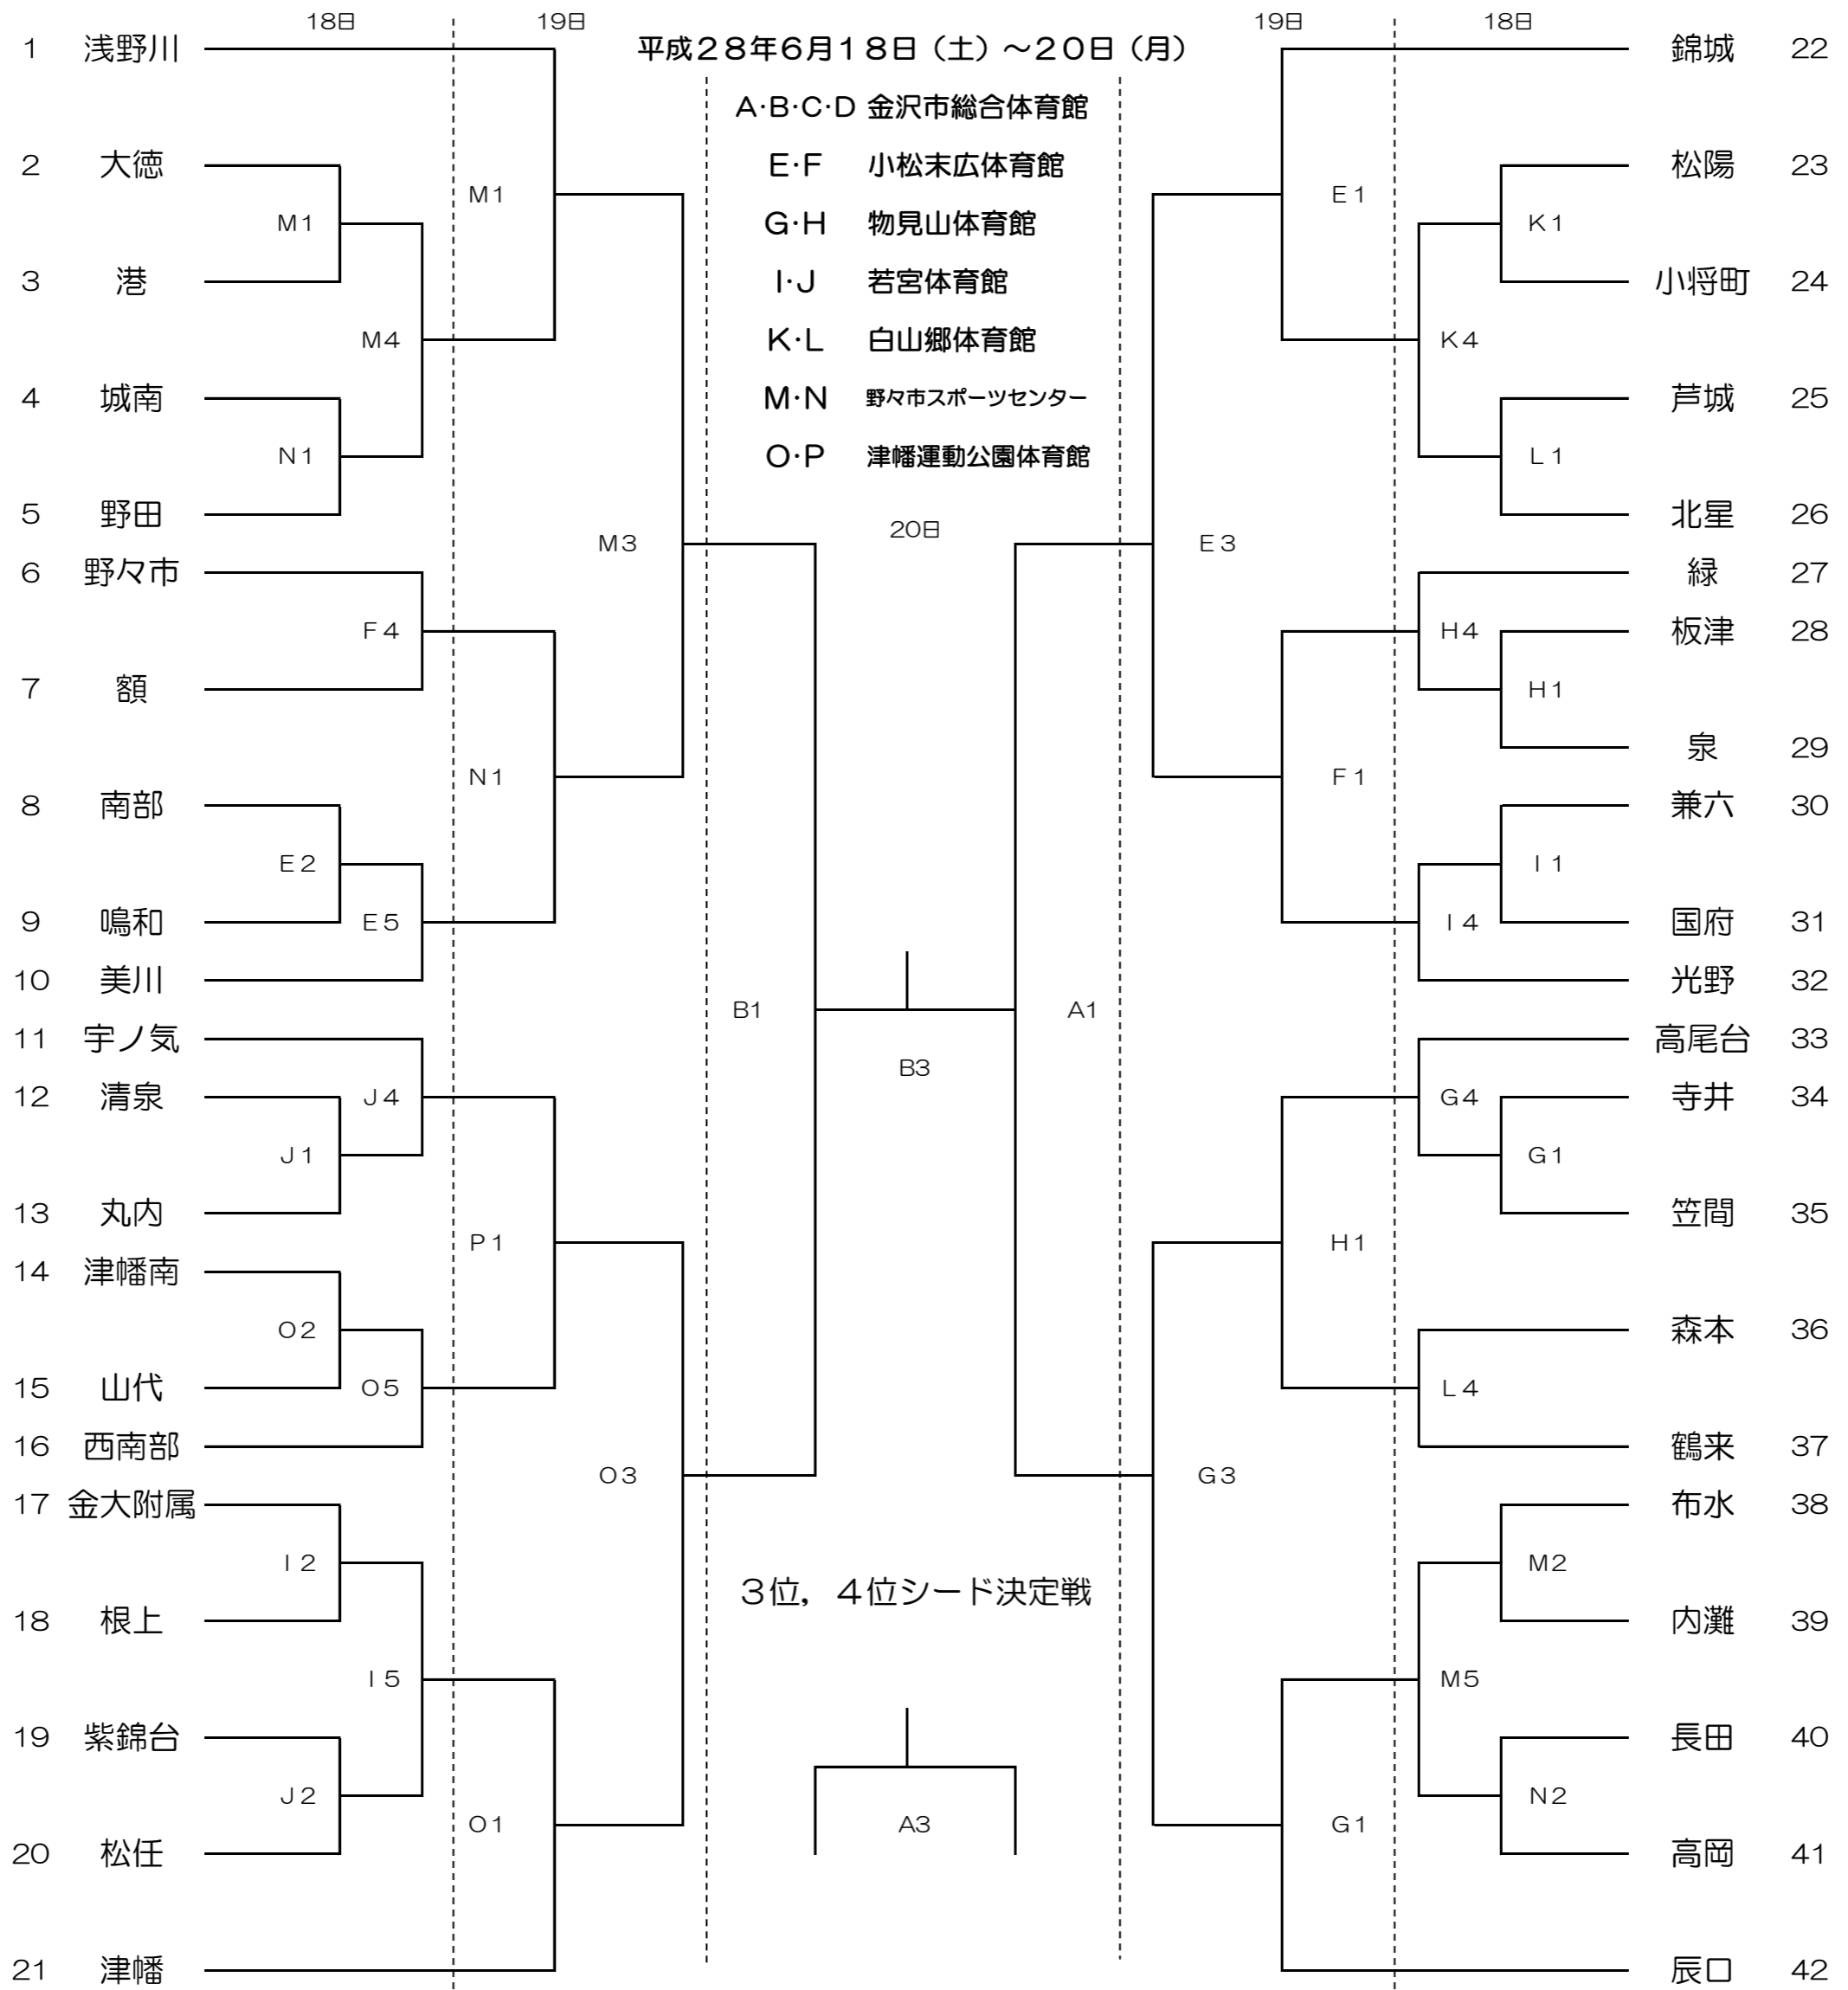 18日 19日 19日 18日
1 浅野川 平成28年6月18日（土）～20日（月） 錦城 22
A・B・C・D 金沢市総合体育館
2 大徳 E・F 小松末広体育館 松陽 23
M1 E1
M1 G・H 物見山体育館 K1
3 港 I・J 若宮体育館 小将町 24
M4 K・L 白山郷体育館 K4
4 城南 M・N 野々市スポーツセンター 芦城 25
N1 O・P 津幡運動公園体育館 L1
5 野田 20日 北星 26
M3 E3
6 野々市 緑 27
F4 H4 板津 28
7 額 H1
泉 29
N1 F1
8 南部 兼六 30
E2 I1
9 鳴和 E5 I4 国府 31
10 美川 光野 32
B1 A1
11 宇ノ気 高尾台 33
B3
12 清泉 J4 G4 寺井 34
J1 G1
13 丸内 笠間 35
P1 H1
14 津幡南
O2 森本 36
15 山代 O5 L4
16 西南部 鶴来 37
O3 G3
17 金大附属 布水 38
I2 M2
3位，4位シード決定戦
18 根上 内灘 39
I5 M5
19 紫錦台 長田 40
J2 N2
O1 A3 G1
20 松任 高岡 41
21 津幡 辰口 42